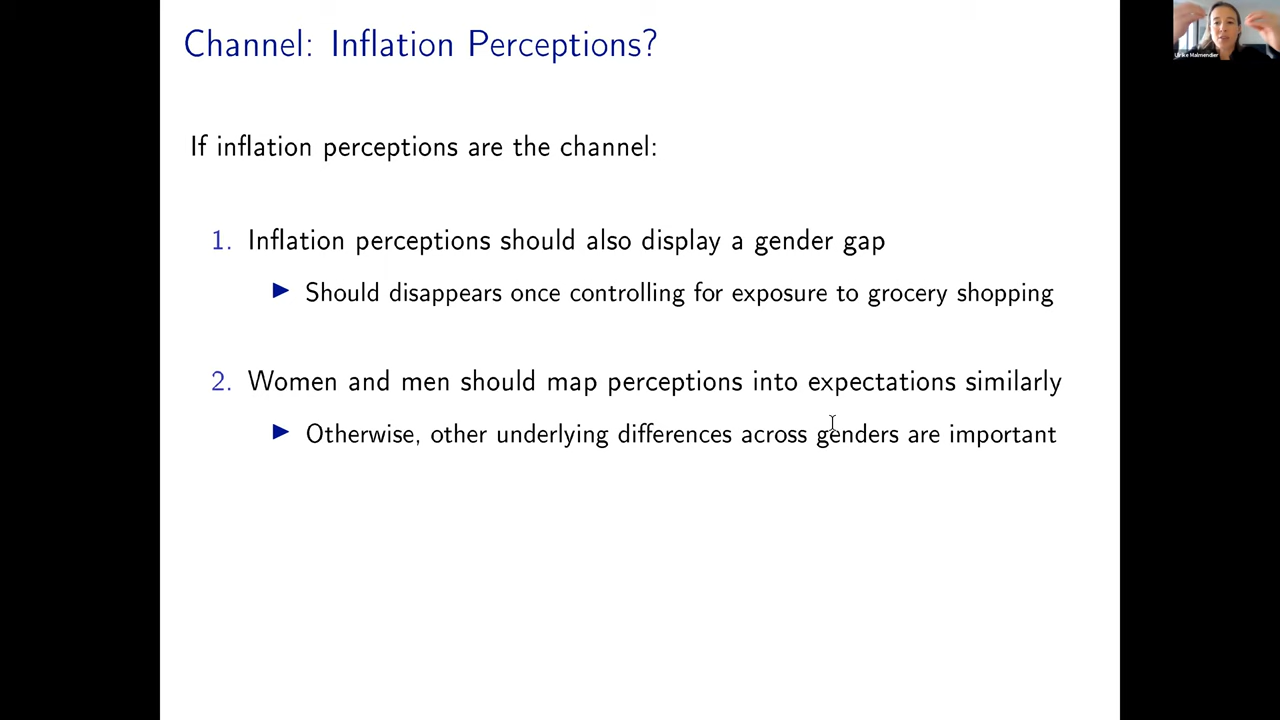 Channel: Inflation Perceptions?
Ulrike Malmendier
If inflation perceptions are the channel:
1. Inflation perceptions should also display a gender gap
▶ Should disappears once controlling for exposure to grocery shopping
2. Women and men should map perceptions into expectations similarly
▶ Otherwise, other underlying differences across genders are important